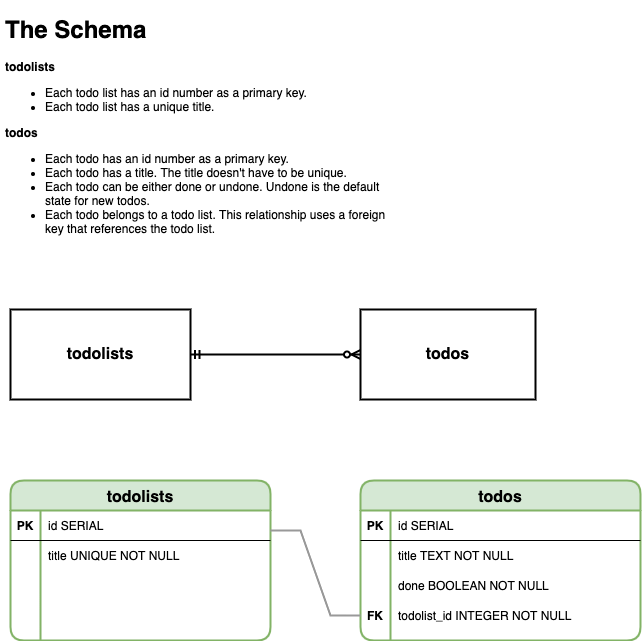 The Schema
todolists
• Each todo list has an id number as a primary key.
• Each todo list has a unique title.
todos
• Each todo has an id number as a primary key.
• Each todo has a title. The title doesn't have to be unique.
• Each todo can be either done or undone. Undone is the default
state for new todos.
• Each todo belongs to a todo list. This relationship uses a foreign
key that references the todo list.
todolists
todos
todolists
PK id SERIAL
title UNIQUE NOT NULL
todos
PK id SERIAL
title TEXT NOT NULL
done BOOLEAN NOT NULL
FK todolist_id INTEGER NOT NULL